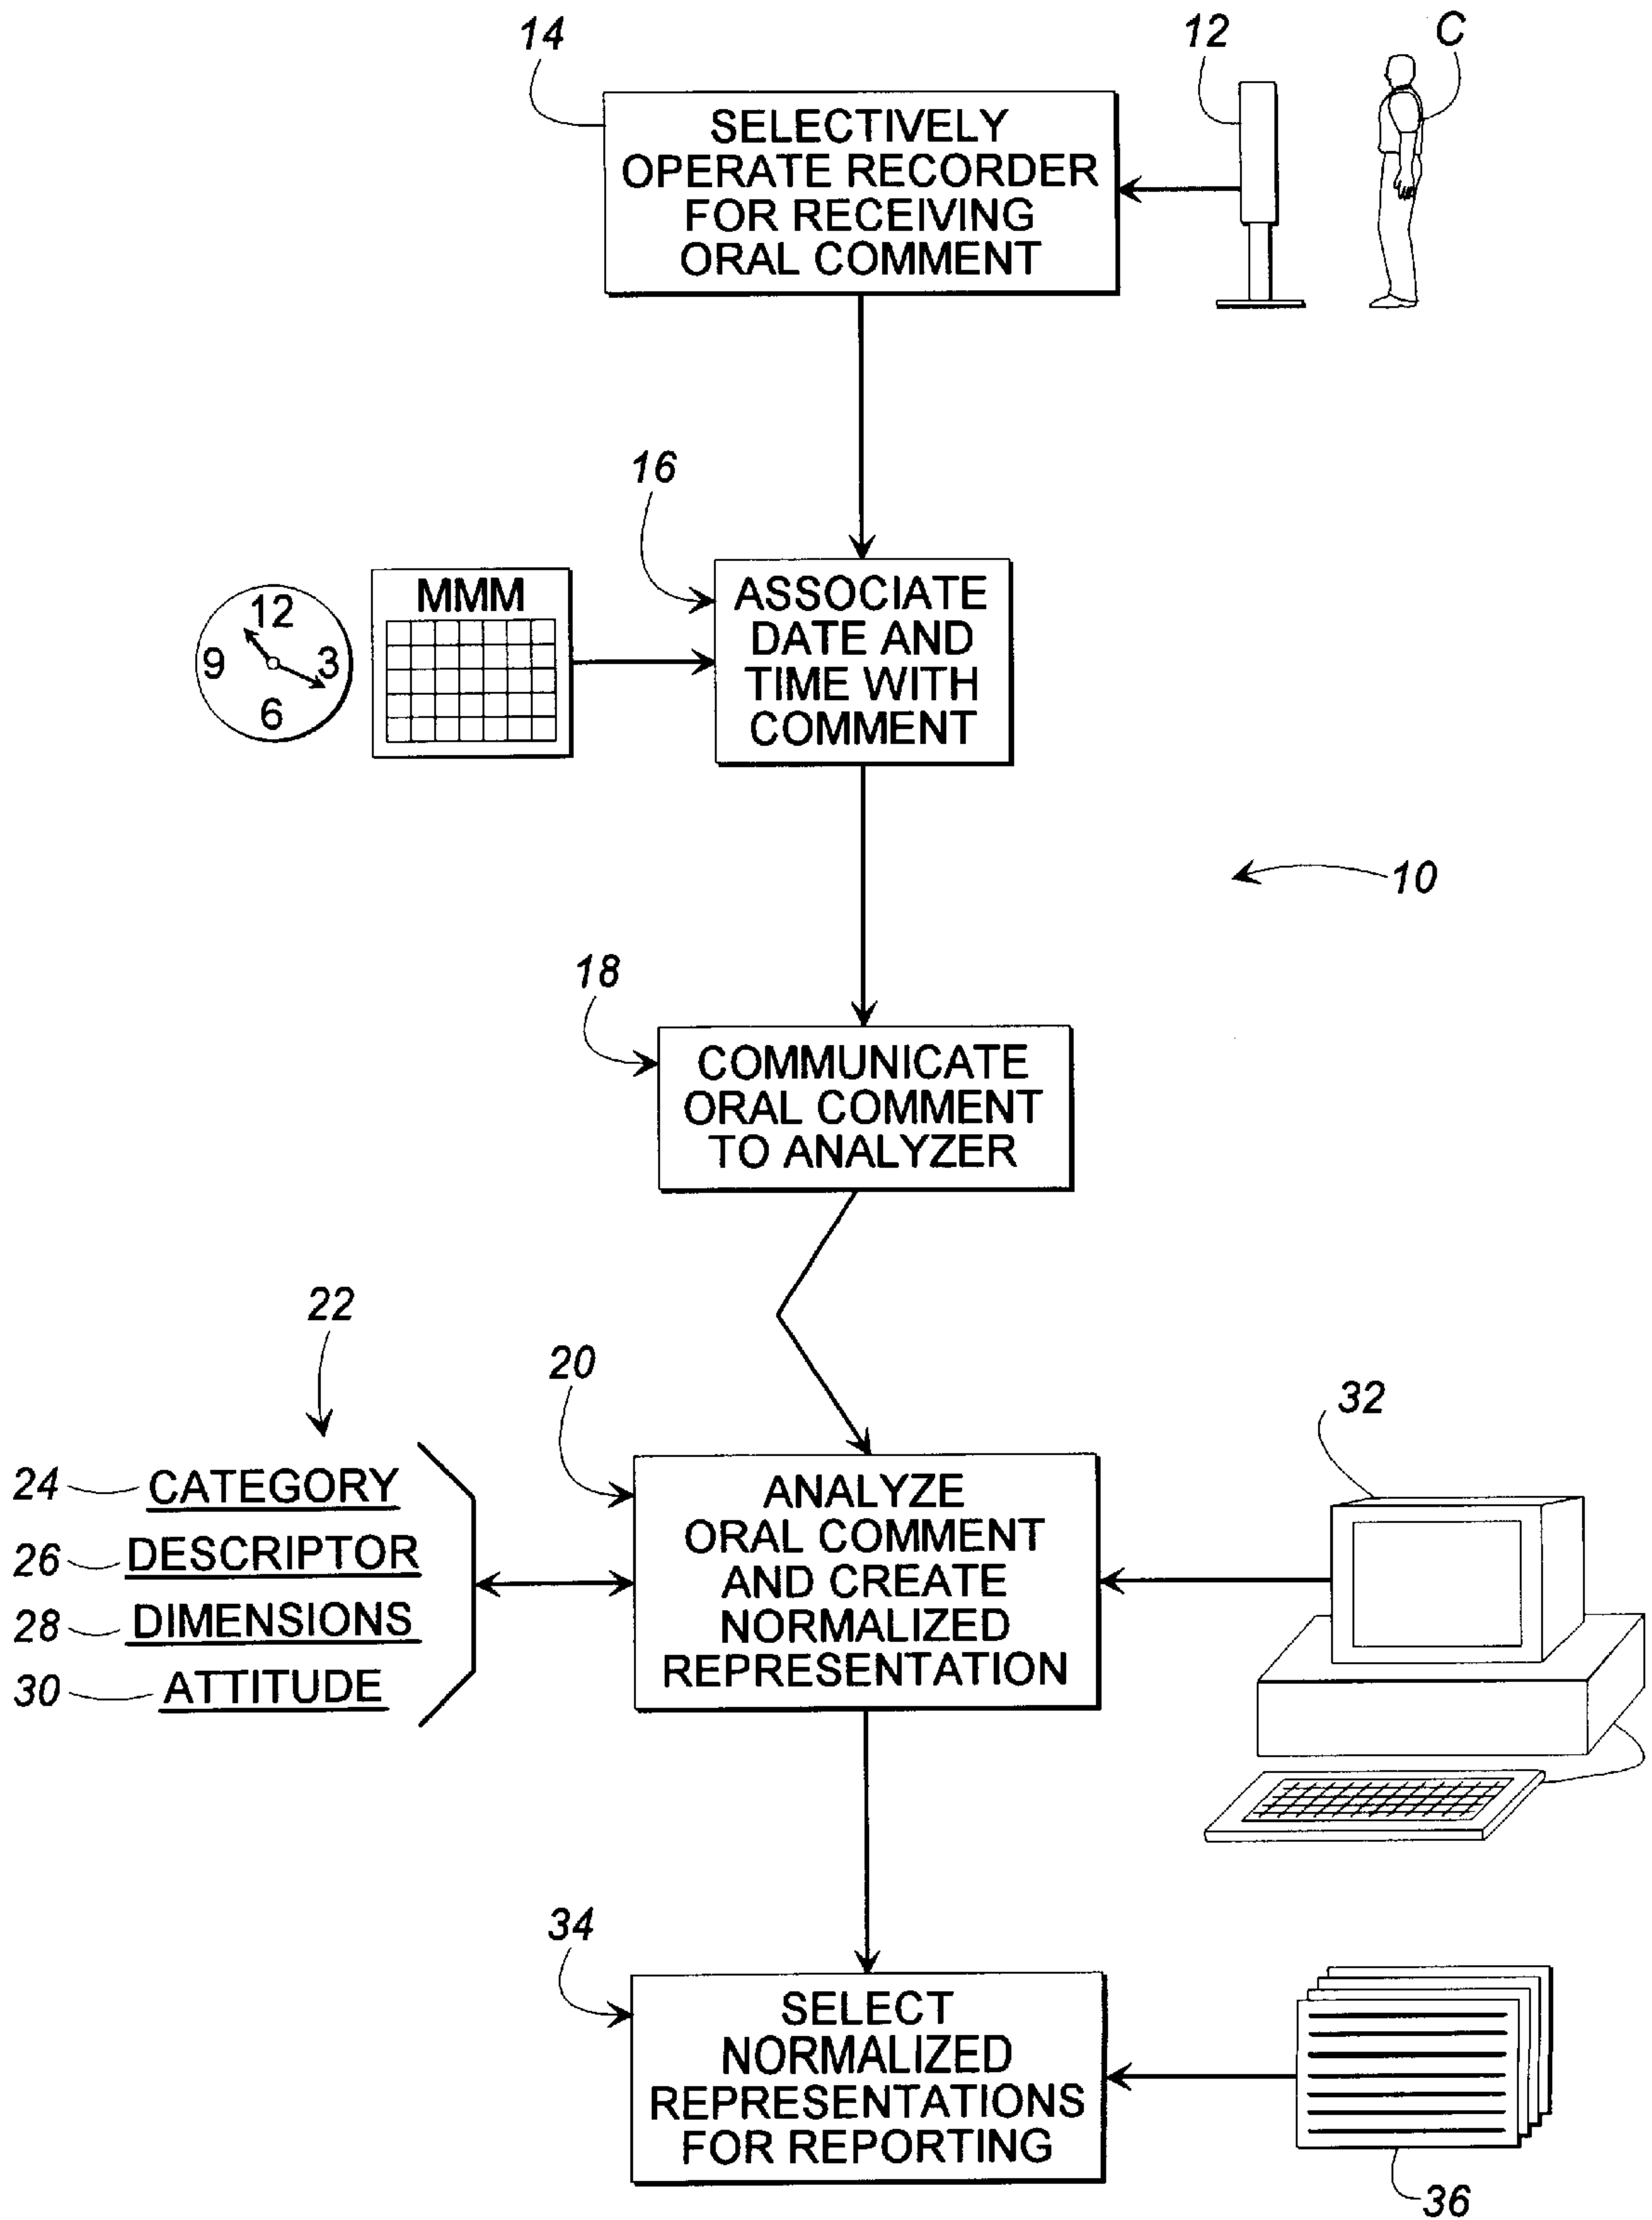 14
12
C
SELECTIVELY
OPERATE RECORDER
FOR RECEIVING
ORAL COMMENT
16
MMM
12
9
3
6
ASSOCIATE
DATE AND
TIME WITH
COMMENT
10
18
COMMUNICATE
ORAL COMMENT
TO ANALYZER
22
20
32
24 CATEGORY
26 DESCRIPTOR
28 DIMENSIONS
30 ATTITUDE
ANALYZE
ORAL COMMENT
AND CREATE
NORMALIZED
REPRESENTATION
34
SELECT
NORMALIZED
REPRESENTATIONS
FOR REPORTING
36